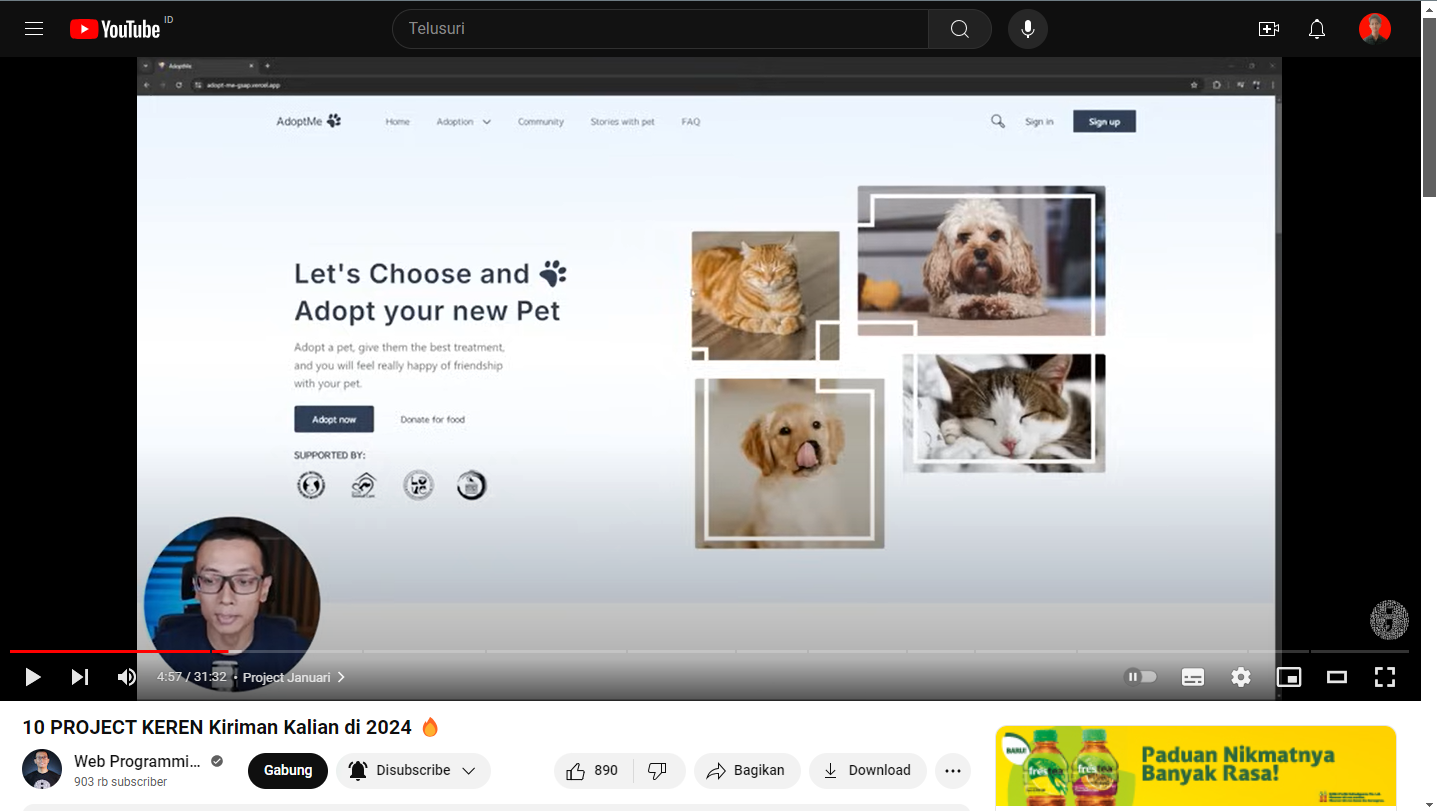 YouTube ID
Telusuri
AdoptMe
adopt-me-gsap.vercel.app
AdoptMe
Home
Adoption
Community
Stories with pet
FAQ
Sign in
Sign up
Let's Choose and
Adopt your new Pet
Adopt a pet, give them the best treatment,
and you will feel really happy of friendship
with your pet.
Adopt now
Donate for food
SUPPORTED BY:
4:57 / 31:32 • Project Januari
10 PROJECT KEREN Kiriman Kalian di 2024
Web Programmi...
903 rb subscriber
Gabung
Disubscribe
890
Bagikan
Download
BARU!
frestea
frestea
Paduan Nikmatnya
Banyak Rasa!